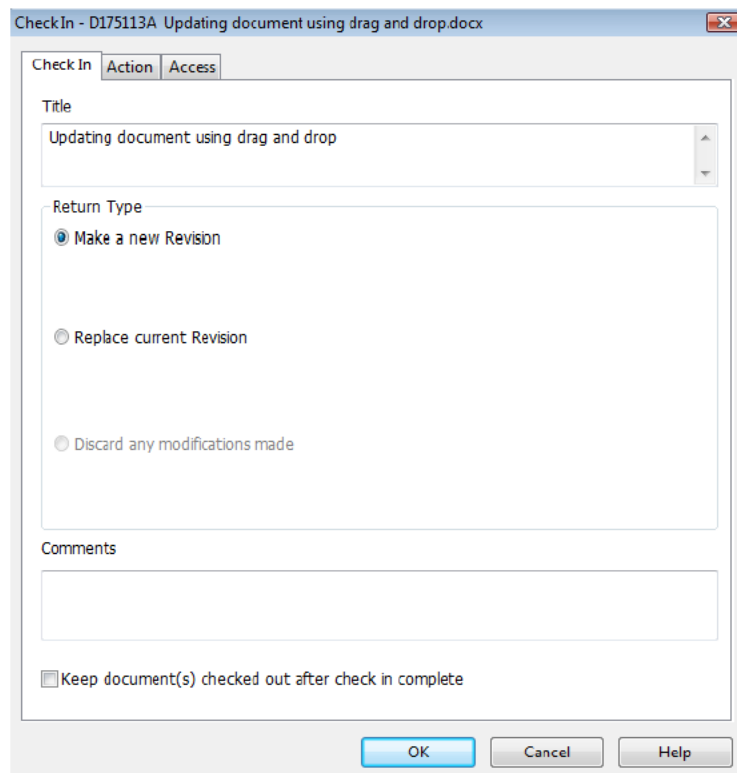 Check In - D175113A Updating document using drag and drop.docx
Check In Action Access
Title
Updating document using drag and drop
Return Type
Make a new Revision
Replace current Revision
Discard any modifications made
Comments
Keep document(s) checked out after check in complete
OK Cancel Help